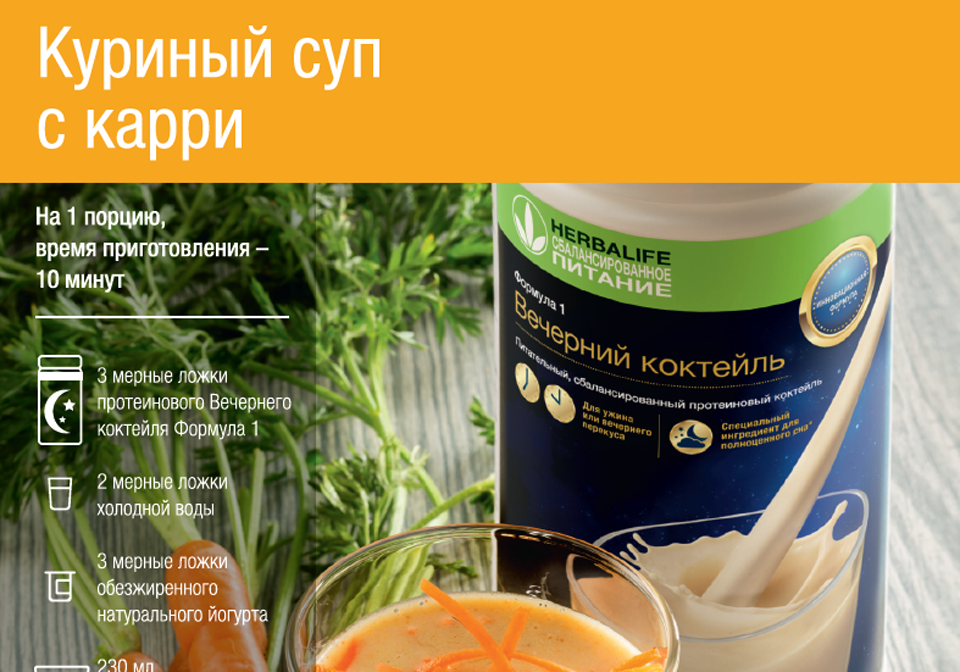 Куриный суп
с карри
На 1 порцию,
время приготовления –
10 минут
3 мерные ложки
протеинового Вечернего
коктейля Формула 1
2 мерные ложки
холодной воды
3 мерные ложки
обезжиренного
натурального йогурта
230 мл
HERBALIFE
СБАЛАНСИРОВАННОЕ
ПИТАНИЕ
ИННОВАЦИОННАЯ
ФОРМУЛА
Формула 1
Вечерний коктейль
Питательный, сбалансированный протеиновый коктейль
Для ужина
или вечернего
перекуса
Специальный
ингредиент для
полноценного сна*